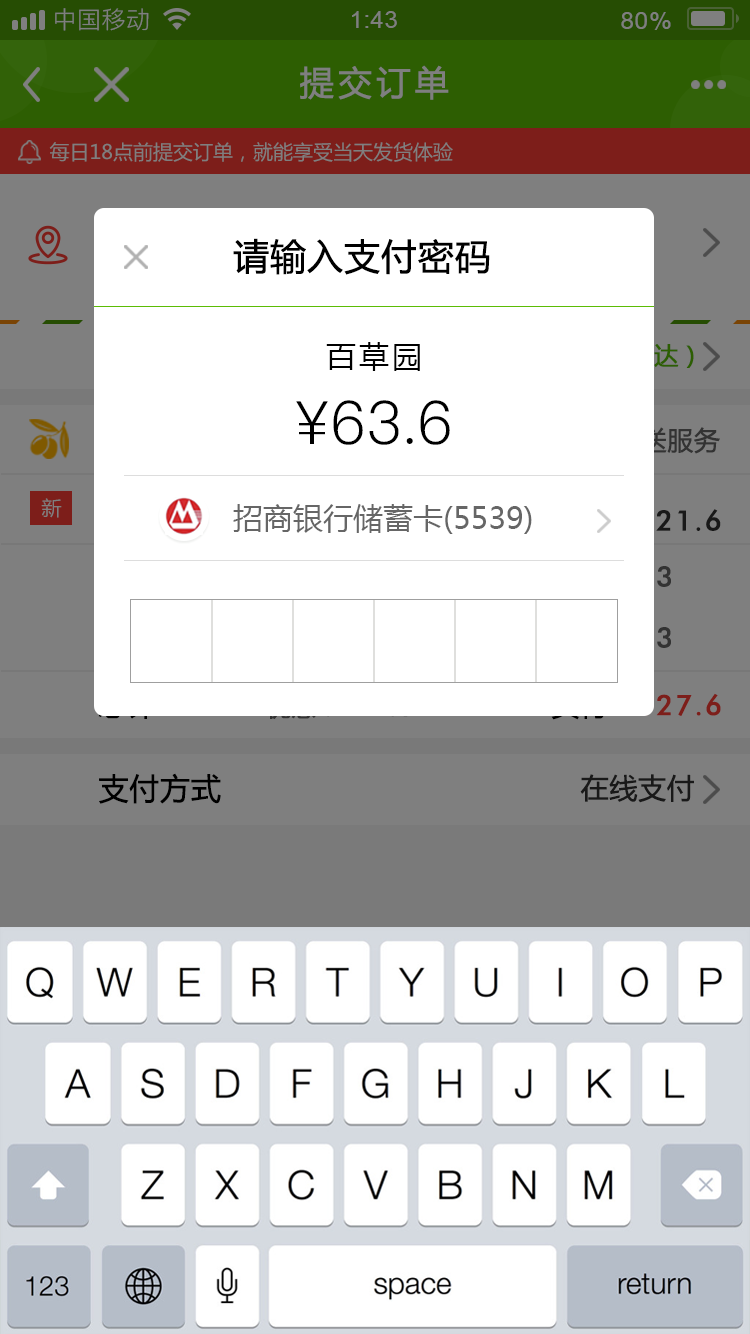 中国移动 1:43 80%
提交订单
每日18点前提交订单，就能享受当天发货体验
请输入支付密码
百草园
达）
¥63.6
送服务
新
招商银行储蓄卡(5539)
21.6
3
3
27.6
支付方式 在线支付
Q W E R T Y U I O P
A S D F G H J K L
Z X C V B N M
123 space return